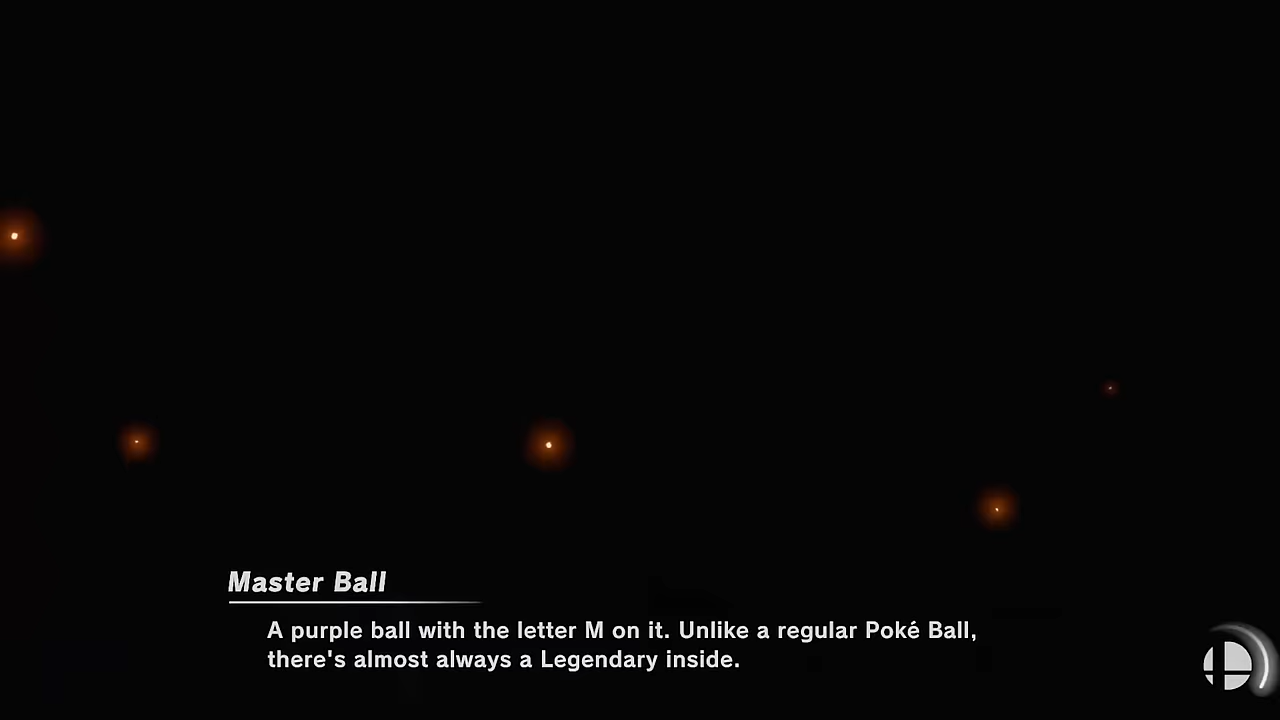 Master Ball
A purple ball with the letter M on it. Unlike a regular Poké Ball,
there's almost always a Legendary inside.